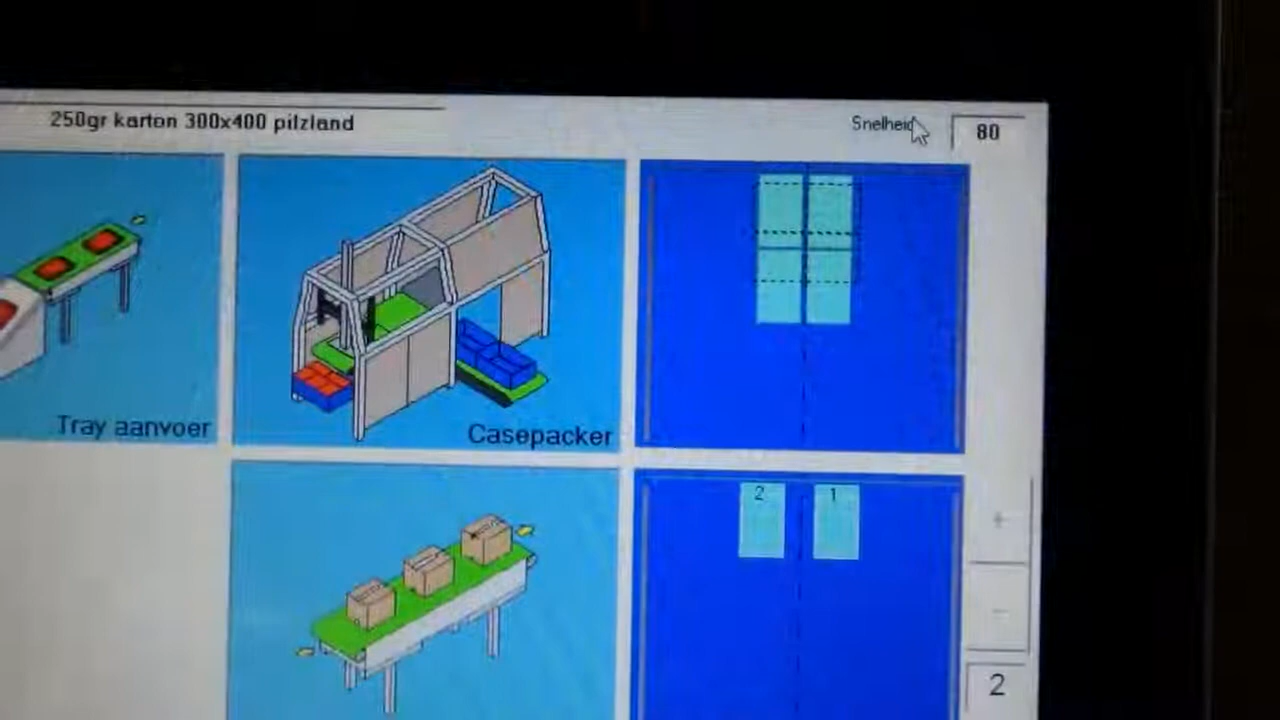 250gr karton 300x400 pilzland
Snelheid
80
Tray aanvoer
Casepacker
2
1
+
-
2